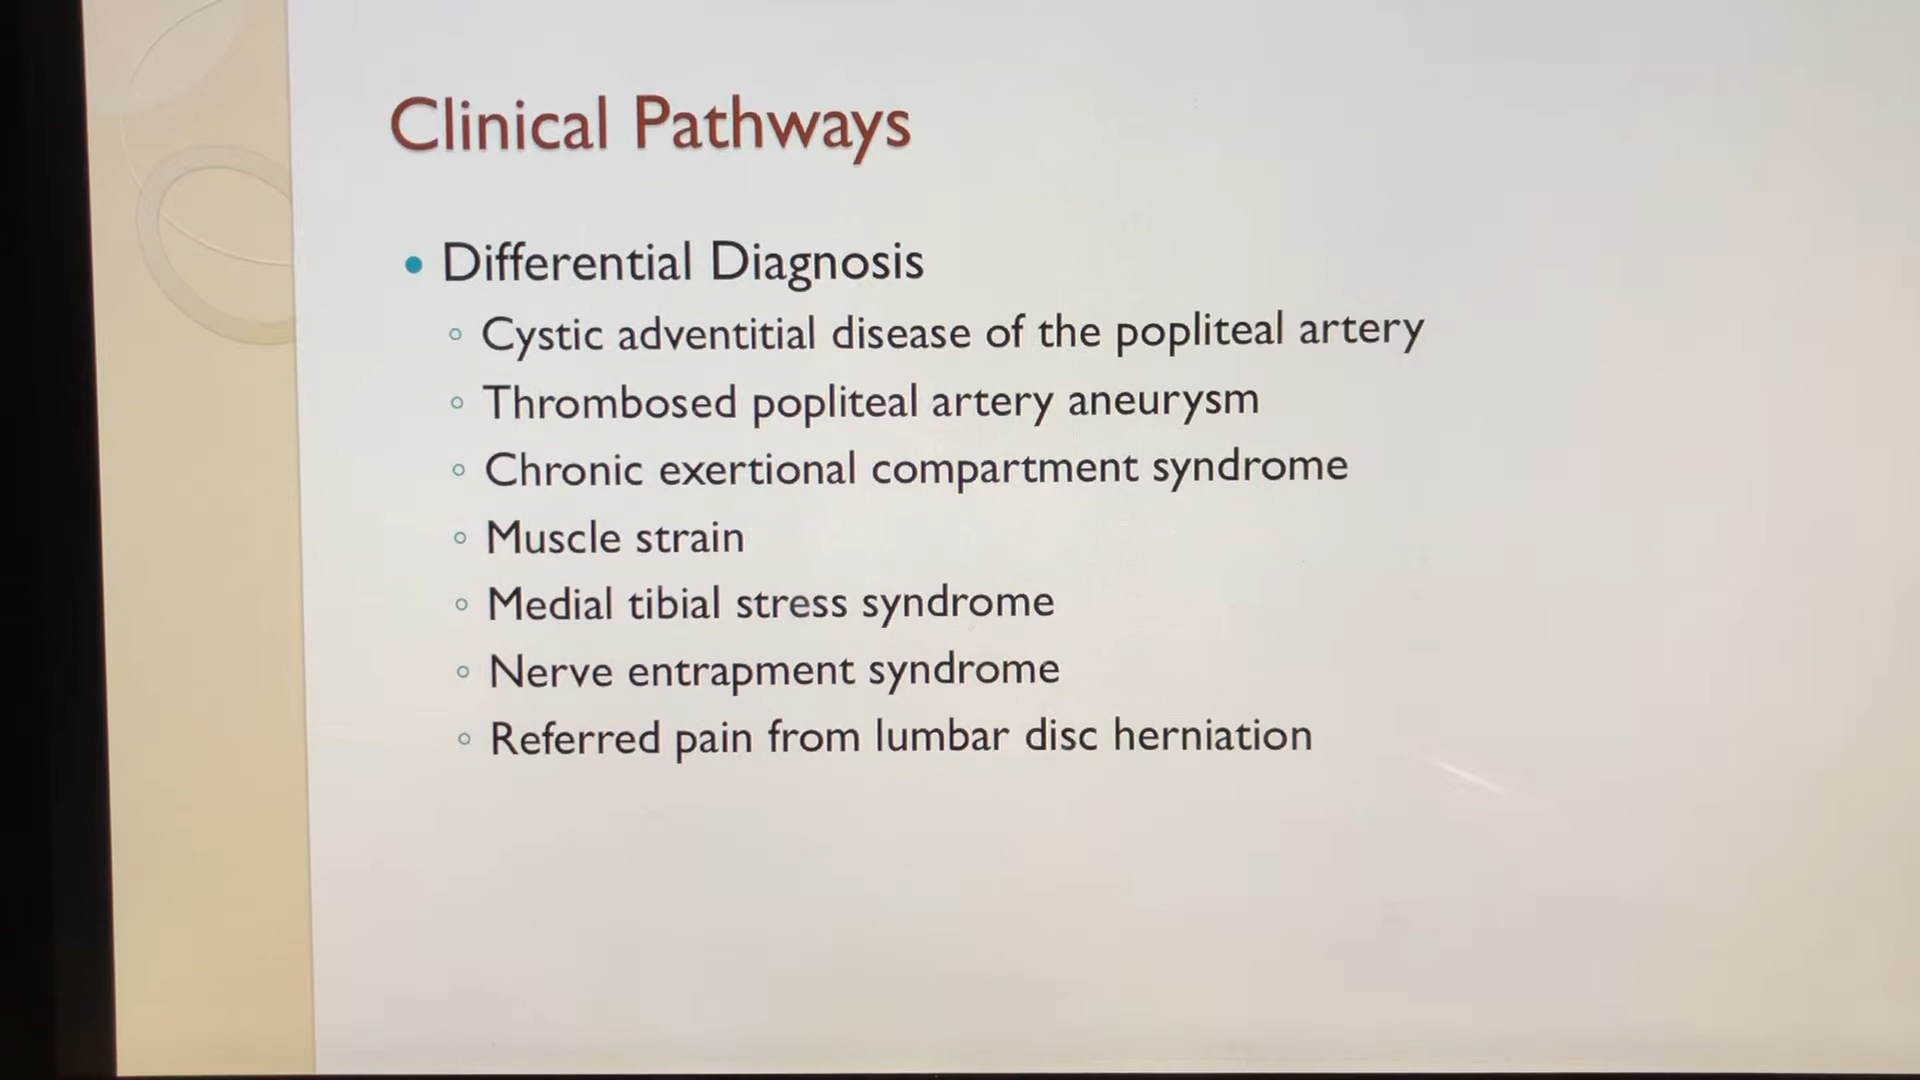 Clinical Pathways
• Differential Diagnosis
◦ Cystic adventitial disease of the popliteal artery
◦ Thrombosed popliteal artery aneurysm
◦ Chronic exertional compartment syndrome
◦ Muscle strain
◦ Medial tibial stress syndrome
◦ Nerve entrapment syndrome
◦ Referred pain from lumbar disc herniation